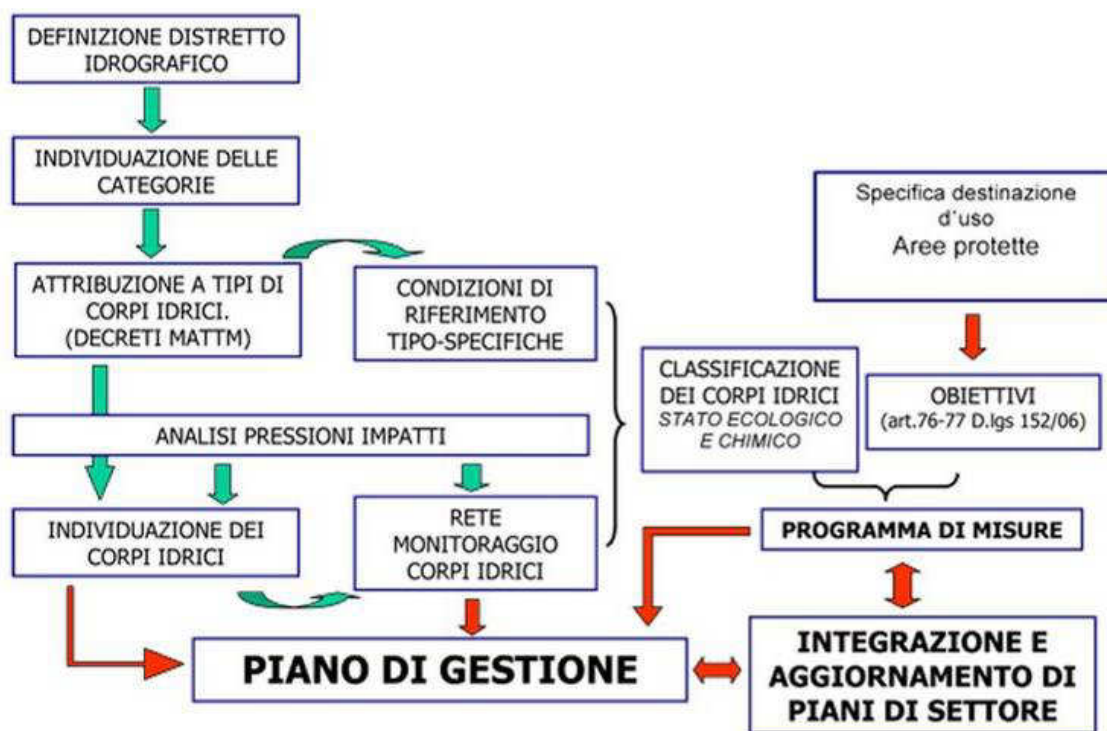 DEFINIZIONE DISTRETTO
IDROGRAFICO
INDIVIDUAZIONE DELLE
CATEGORIE
ATTRIBUZIONE A TIPI DI
CORPI IDRICI.
(DECRETI MATTM)
CONDIZIONI DI
RIFERIMENTO
TIPO-SPECIFICHE
Specifica destinazione
d´uso
Aree protette
CLASSIFICAZIONE
DEI CORPI IDRICI
STATO ECOLOGICO
E CHIMICO
OBIETTIVI
(art.76-77 D.lgs 152/06)
ANALISI PRESSIONI IMPATTI
INDIVIDUAZIONE DEI
CORPI IDRICI
RETE
MONITORAGGIO
CORPI IDRICI
PROGRAMMA DI MISURE
PIANO DI GESTIONE
INTEGRAZIONE E
AGGIORNAMENTO DI
PIANI DI SETTORE